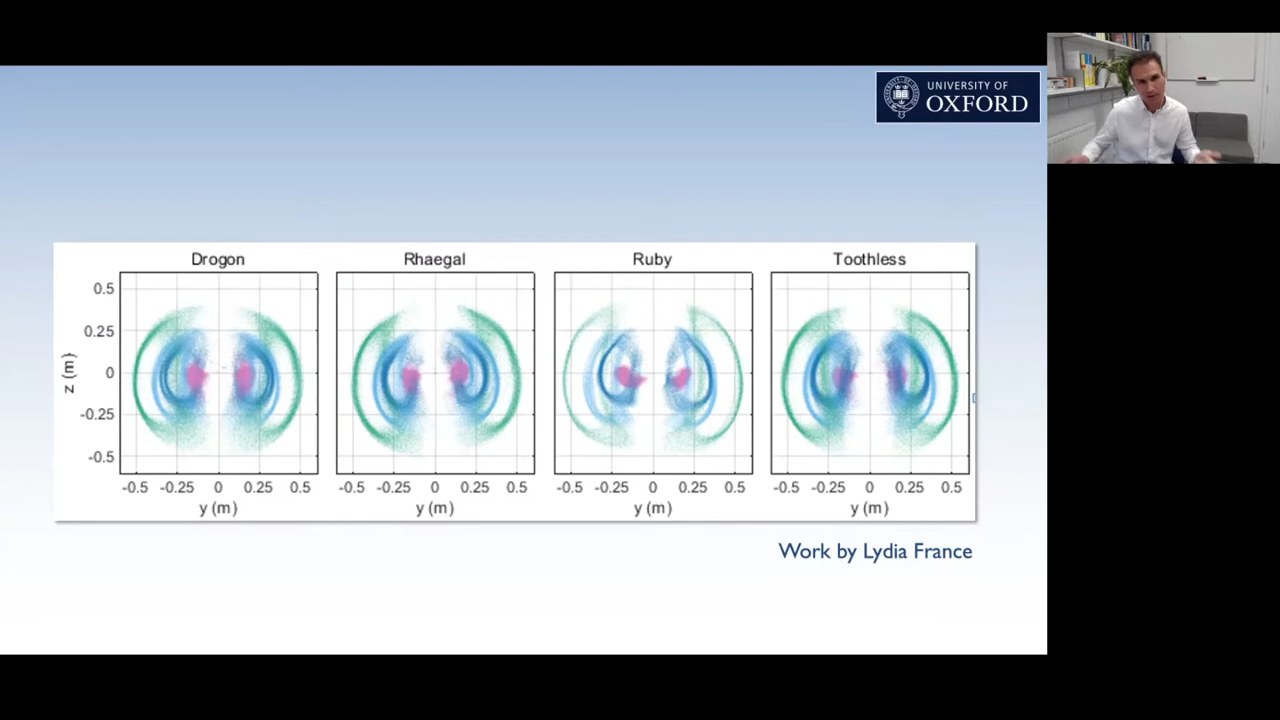 UNIVERSITY OF
OXFORD
Drogon
Rhaegal
Ruby
Toothless
z (m)
0.5
0.25
0
-0.25
-0.5
-0.5 -0.25 0 0.25 0.5
-0.5 -0.25 0 0.25 0.5
-0.5 -0.25 0 0.25 0.5
-0.5 -0.25 0 0.25 0.5
y (m)
y (m)
y (m)
y (m)
Work by Lydia France